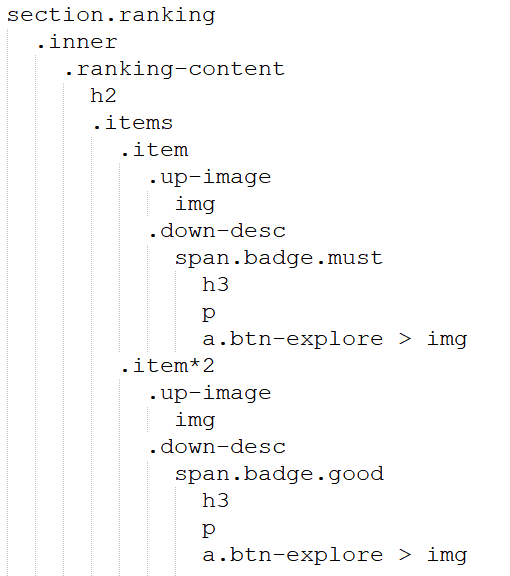 section.ranking
.inner
.ranking-content
h2
.items
.item
.up-image
img
.down-desc
span.badge.must
h3
p
a.btn-explore > img
.item*2
.up-image
img
.down-desc
span.badge.good
h3
p
a.btn-explore > img